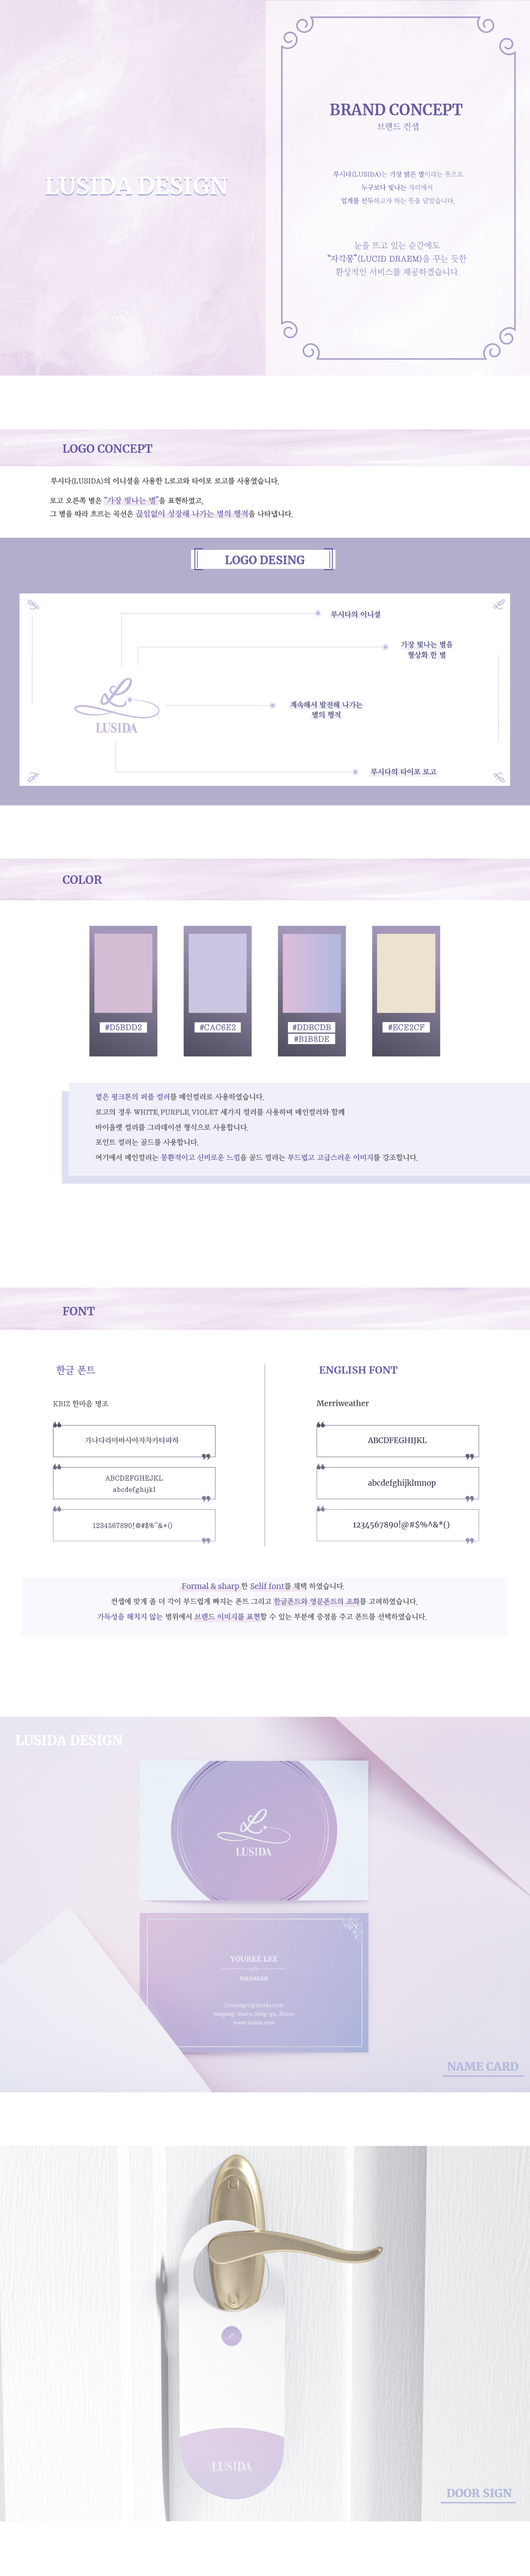 LUSIDA DESIGN
BRAND CONCEPT
브랜드 컨셉
루시다(LUSIDA)는 가장 밝은 별이라는 뜻으로
누구보다 빛나는 자리에서
업계를 선두하고자 하는 뜻을 담았습니다.
눈을 뜨고 있는 순간에도
“자각몽”(LUCID DRAEM)을 꾸는 듯한
환상적인 서비스를 제공하겠습니다.
LOGO CONCEPT
루시다(LUSIDA)의 이니셜을 사용한 L로고와 타이포 로고를 사용였습니다.
로고 오른쪽 별은 “가장 빛나는 별”을 표현하였고,
그 별을 따라 흐르는 곡선은 끊임없이 성장해 나가는 별의 행적을 나타냅니다.
LOGO DESING
루시다의 이니셜
가장 빛나는 별을
형상화 한 별
계속해서 발전해 나가는
별의 행적
루시다의 타이포 로고
L
LUSIDA
COLOR
#D5BDD2
#CAC6E2
#DDBCDB
#B1B8DE
#ECE2CF
옅은 핑크톤의 퍼플 컬러를 메인컬러로 사용하였습니다.
로고의 경우 WHITE, PURPLE, VIOLET 세가지 컬러를 사용하며 메인컬러와 함께
바이올렛 컬러를 그라데이션 형식으로 사용합니다.
포인트 컬러는 골드를 사용합니다.
여기에서 메인컬러는 몽환적이고 신비로운 느낌을 골드 컬러는 부드럽고 고급스러운 이미지를 강조합니다.
FONT
한글 폰트
KBIZ 한마음 명조
가나다라마바사아자차카타파하
ABCDEFGHEJKL
abcdefghijkl
1234567890!@#$%^&*()
ENGLISH FONT
Merriweather
ABCDFEGHIJKL
abcdefghijklmnop
1234567890!@#$%^&*()
Formal & sharp 한 Selif font를 채택 하였습니다.
컨셉에 맞게 좀 더 각이 부드럽게 빠지는 폰트 그리고 한글폰트와 영문폰트의 조화를 고려하였습니다.
가독성을 해치지 않는 범위에서 브랜드 이미지를 표현할 수 있는 부분에 중점을 주고 폰트를 선택하였습니다.
LUSIDA DESIGN
L
LUSIDA
YOUREE LEE
MANAGER
www.lusida.com
NAME CARD
LUSIDA
DOOR SIGN